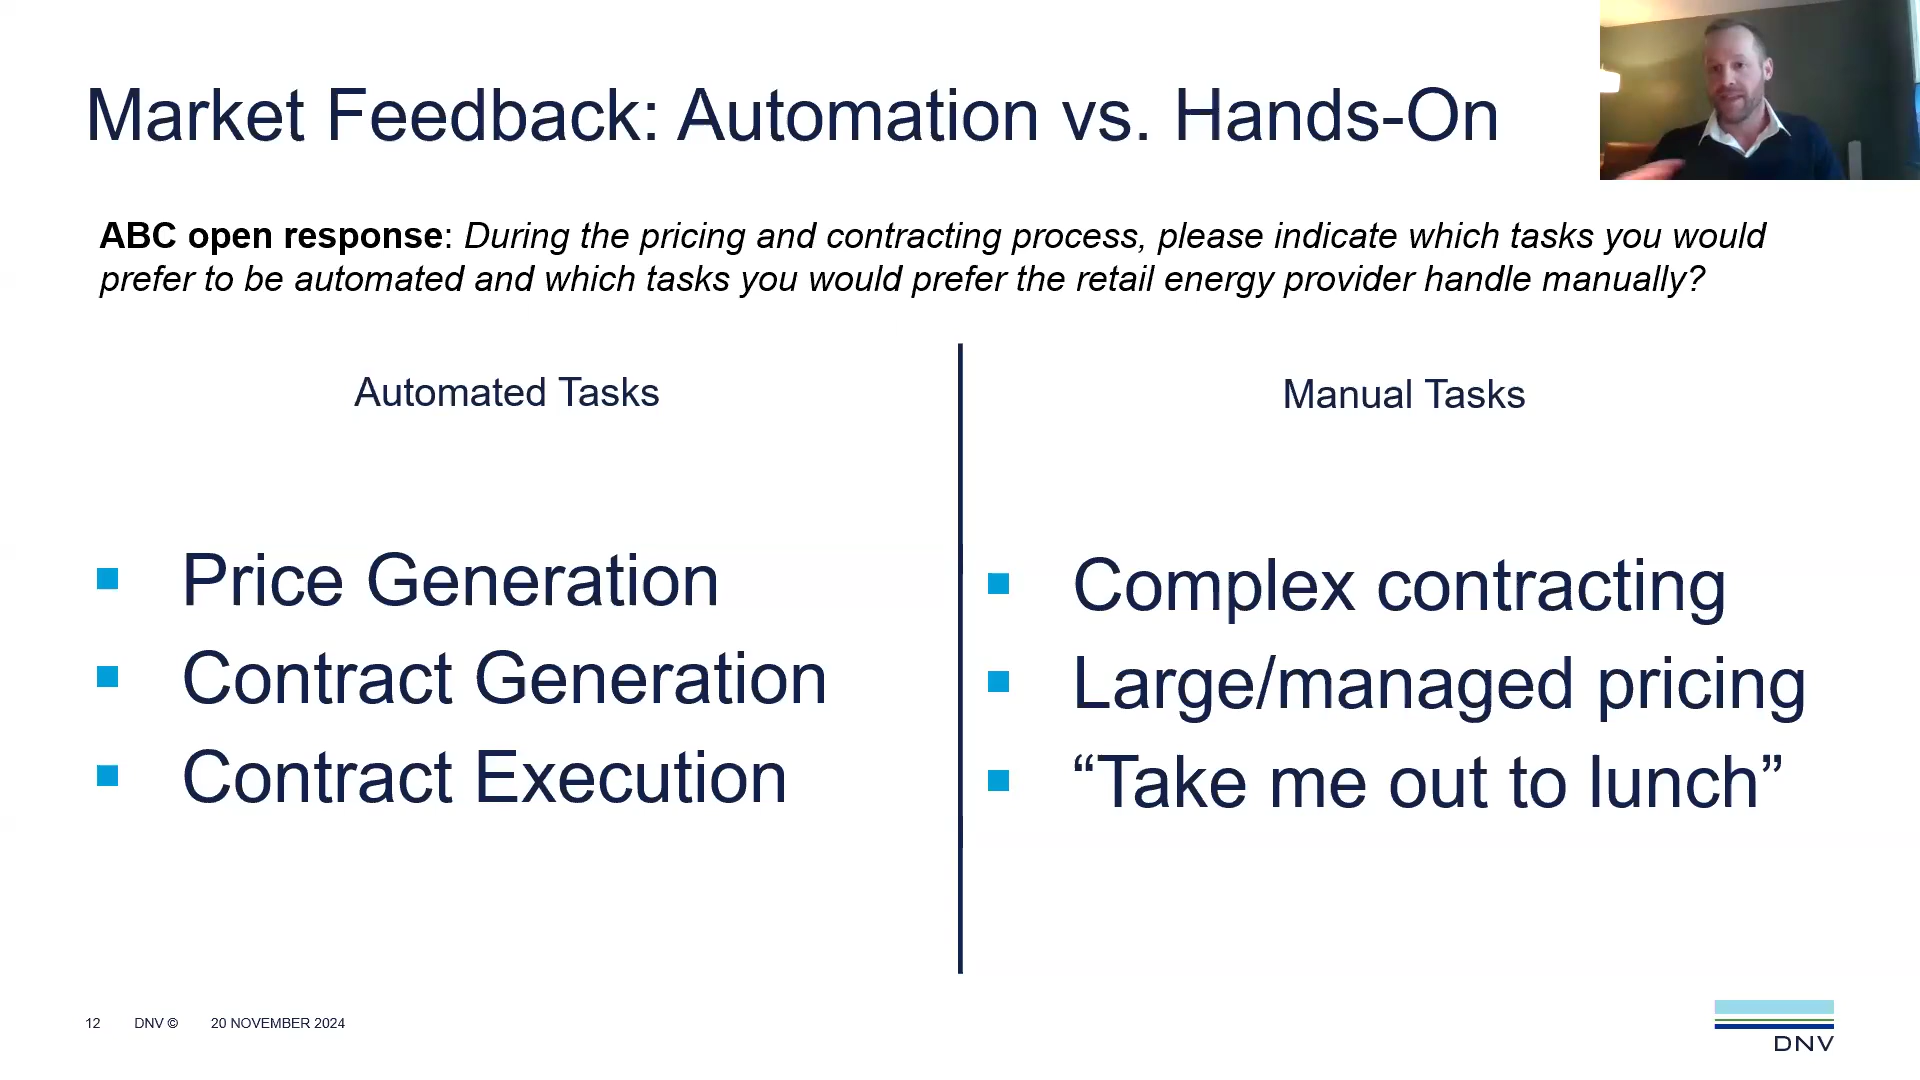 Market Feedback: Automation vs. Hands-On
ABC open response: During the pricing and contracting process, please indicate which tasks you would
prefer to be automated and which tasks you would prefer the retail energy provider handle manually?
Automated Tasks
Price Generation
Contract Generation
Contract Execution
Manual Tasks
Complex contracting
Large/managed pricing
“Take me out to lunch”
12 DNV © 20 NOVEMBER 2024
DNV